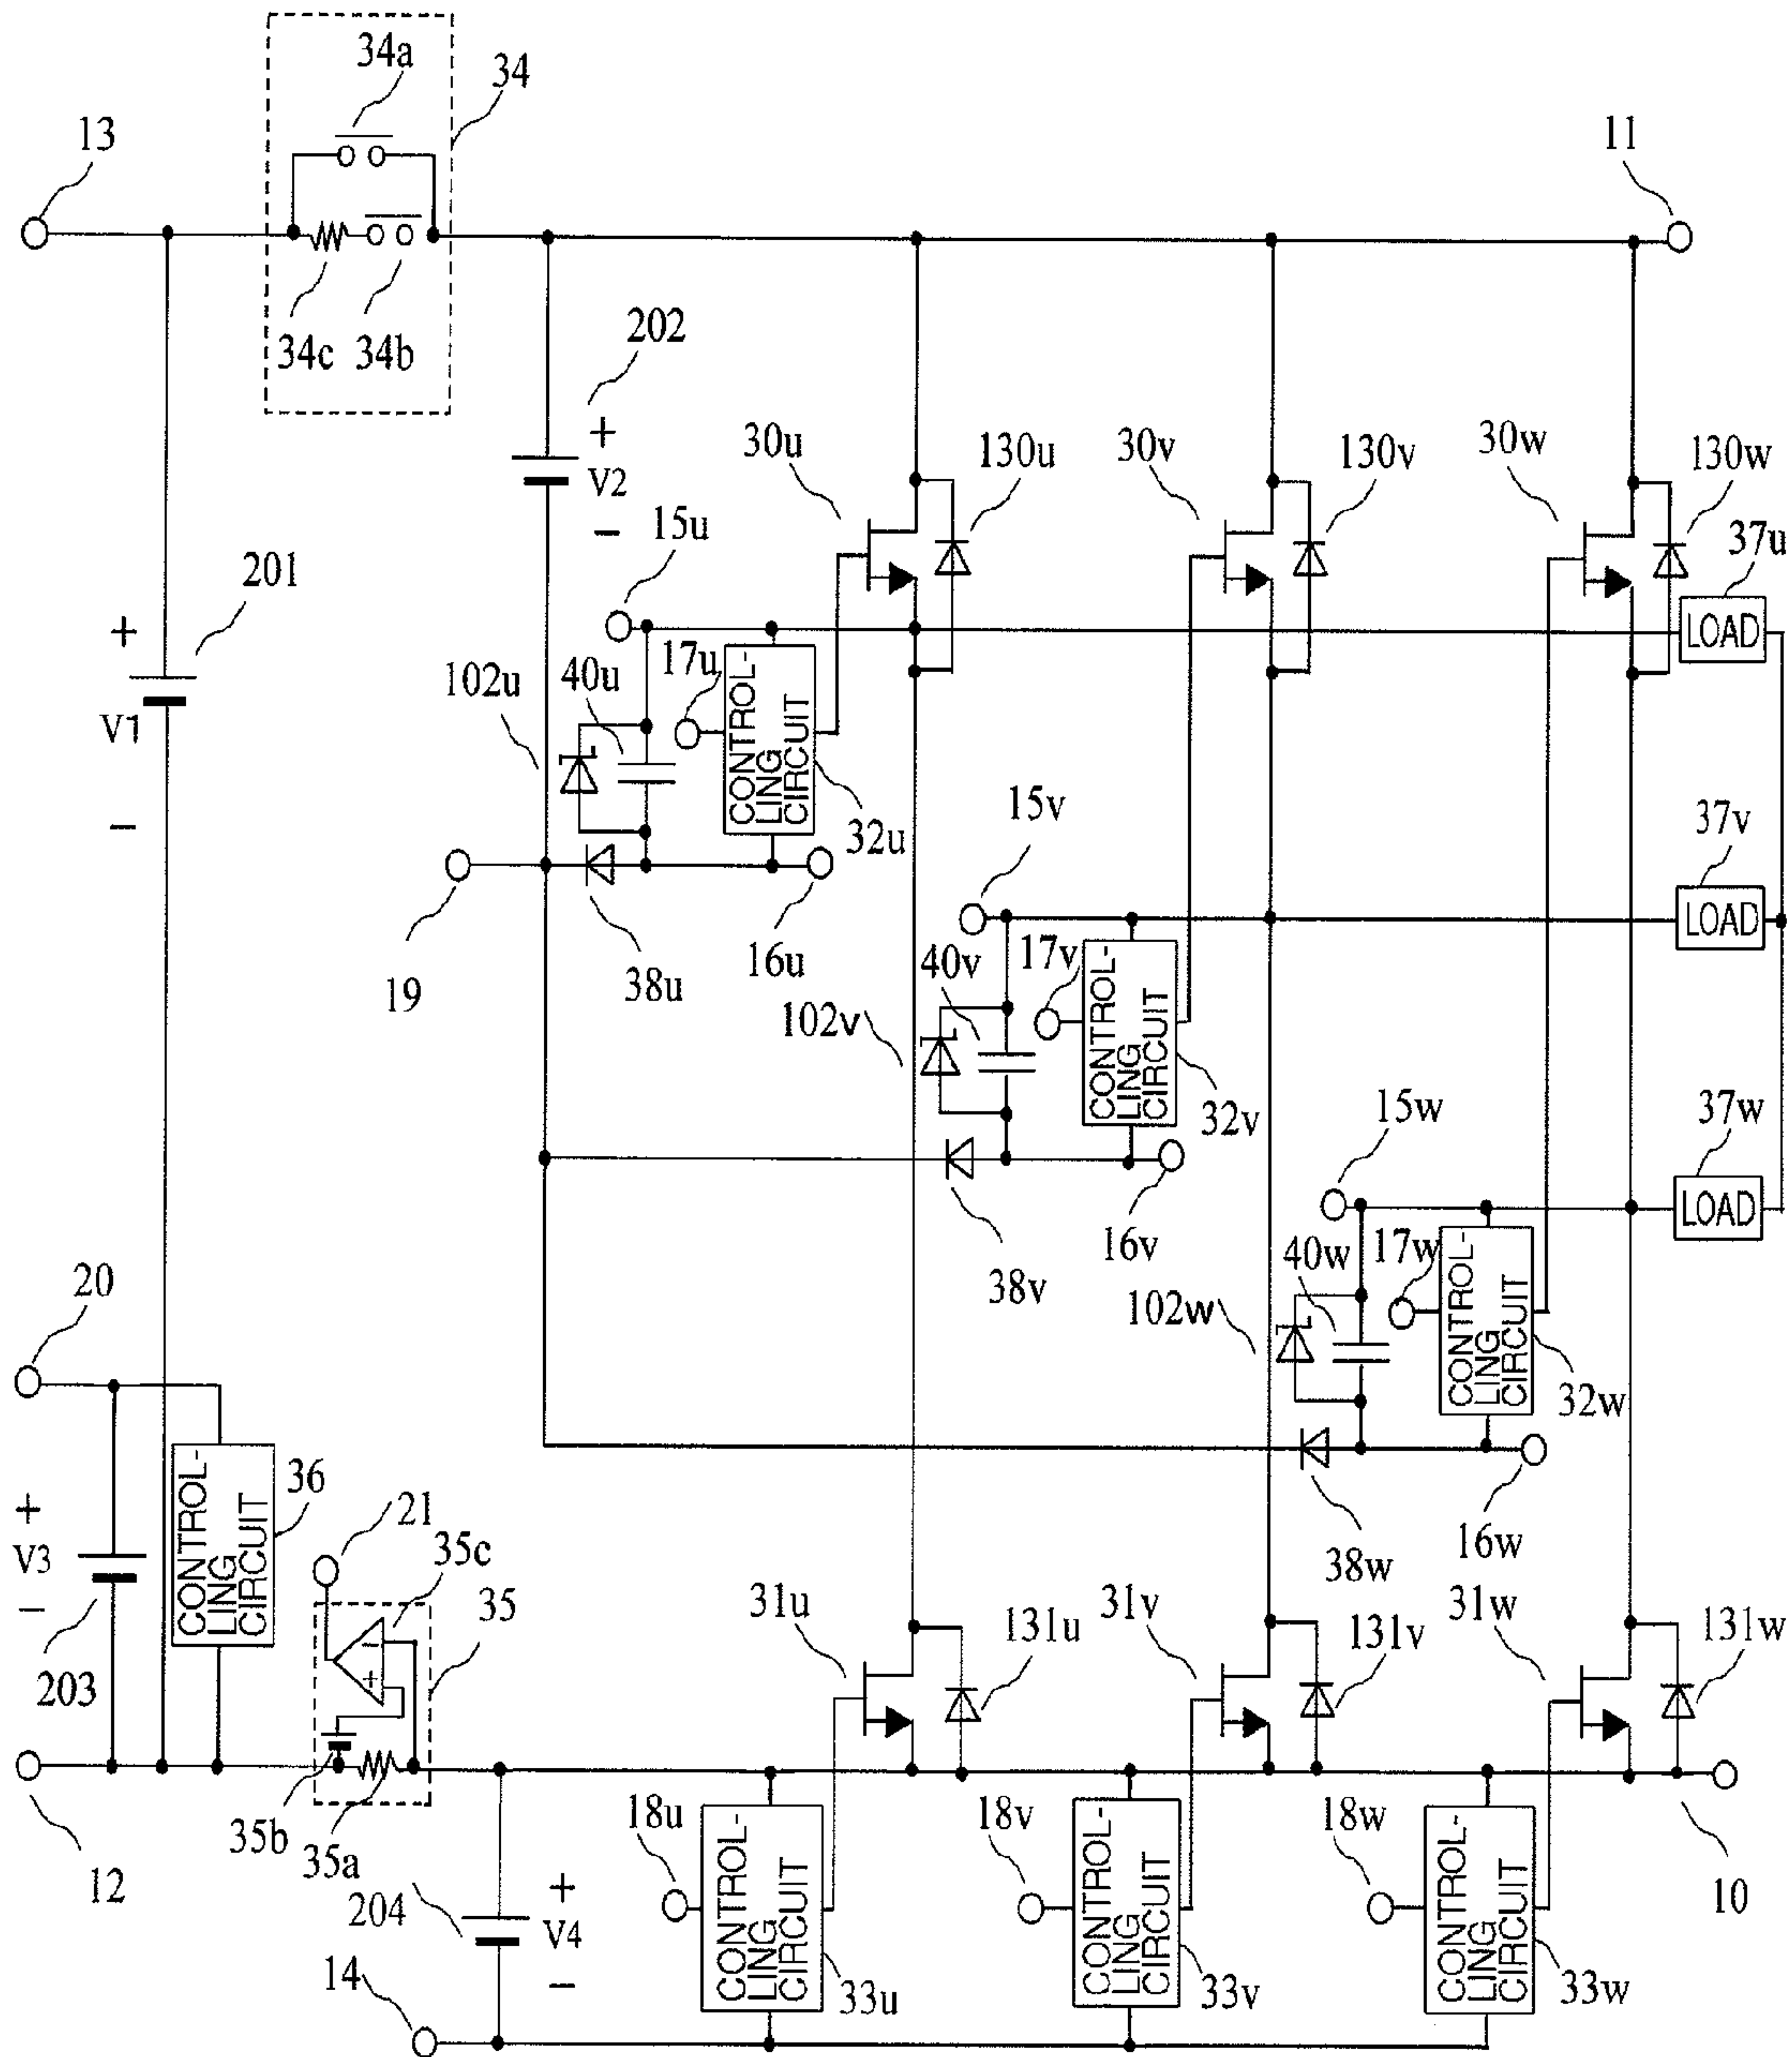 34a
34
13
11
34c
34b
202
+
V2
−
30u
130u
30v
130v
30w
130w
37u
LOAD
15u
201
+
V1
−
102u
40u
17u
CONTROL-
LING
CIRCUIT
32u
15v
37v
LOAD
19
38u
16u
40v
17v
102v
CONTROL-
LING
CIRCUIT
32v
15w
37w
LOAD
38v
16v
40w
17w
102w
CONTROL-
LING
CIRCUIT
32w
20
38w
16w
+
V3
−
203
CONTROL-
LING
CIRCUIT
36
21
35c
35
−
+
31u
131u
31v
131v
31w
131w
12
35b
35a
204
+
V4
−
14
18u
CONTROL-
LING
CIRCUIT
33u
18v
CONTROL-
LING
CIRCUIT
33v
18w
CONTROL-
LING
CIRCUIT
33w
10